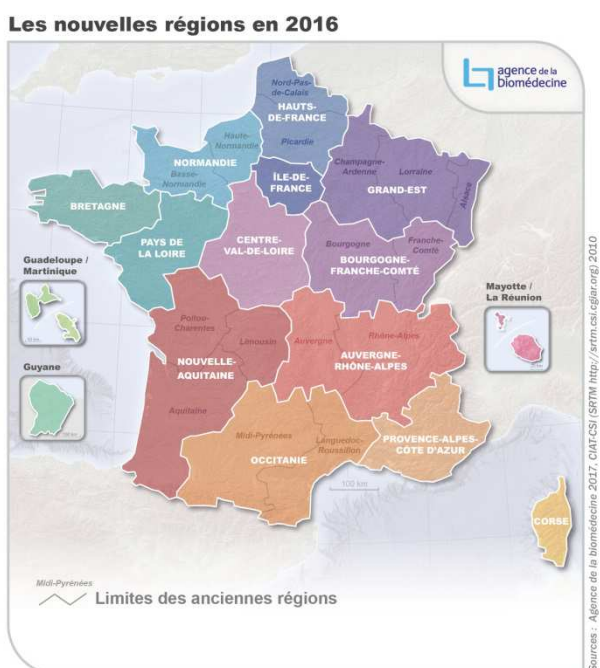 Les nouvelles régions en 2016
agence de la
biomédecine
Nord-Pas-
de-Calais
HAUTS-
DE-FRANCE
Picardie
Haute-
Normandie
NORMANDIE
Basse-
Normandie
ÎLE-DE-
FRANCE
Champagne-
Ardenne
Lorraine
GRAND-EST
Alsace
BRETAGNE
PAYS DE
LA LOIRE
CENTRE-
VAL-DE-LOIRE
Bourgogne
Franche-
Comté
BOURGOGNE-
FRANCHE-COMTÉ
Guadeloupe /
Martinique
Guyane
Mayotte /
La Réunion
Poitou-
Charentes
Limousin
NOUVELLE-
AQUITAINE
Aquitaine
Auvergne
Rhône-Alpes
AUVERGNE-
RHÔNE-ALPES
Midi-Pyrénées
Languedoc-
Roussillon
OCCITANIE
PROVENCE-ALPES-
CÔTE D'AZUR
100 km
CORSE
Midi-Pyrénées
Limites des anciennes régions
Sources : Agence de la biomédecine 2017, CIAT-CSI (SRTM http://srtm.csi.cgiar.org) 2010